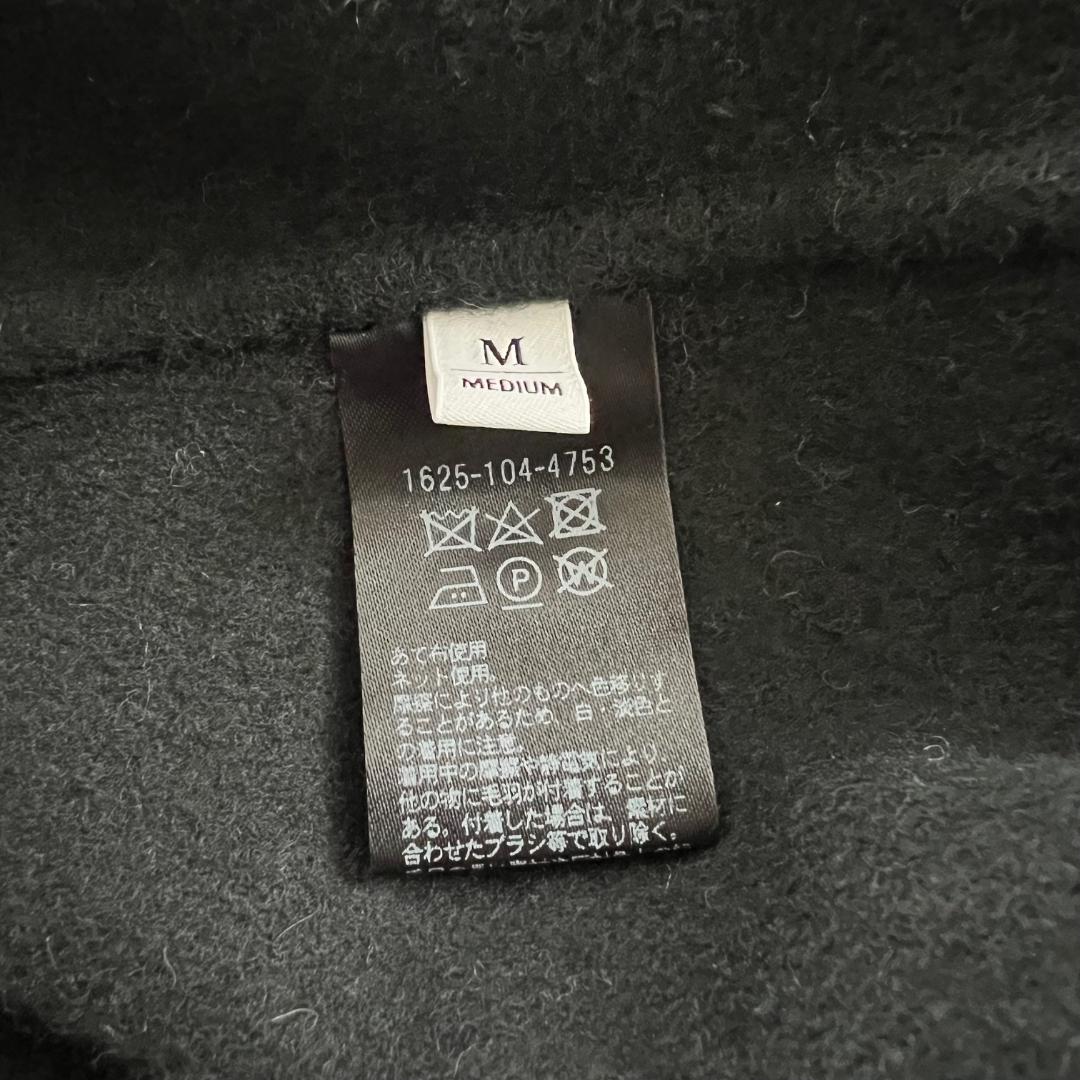 M
MEDIUM
1625-104-4753
P
W
あて布使用
ネット使用。
摩擦により他のものへ色移りす
ることがあるため、白・淡色と
の着用に注意。
着用中の摩擦や静電気により、
他の物に毛羽が付着することが
ある。付着した場合は、素材に
合わせたブラシ等で取り除く。